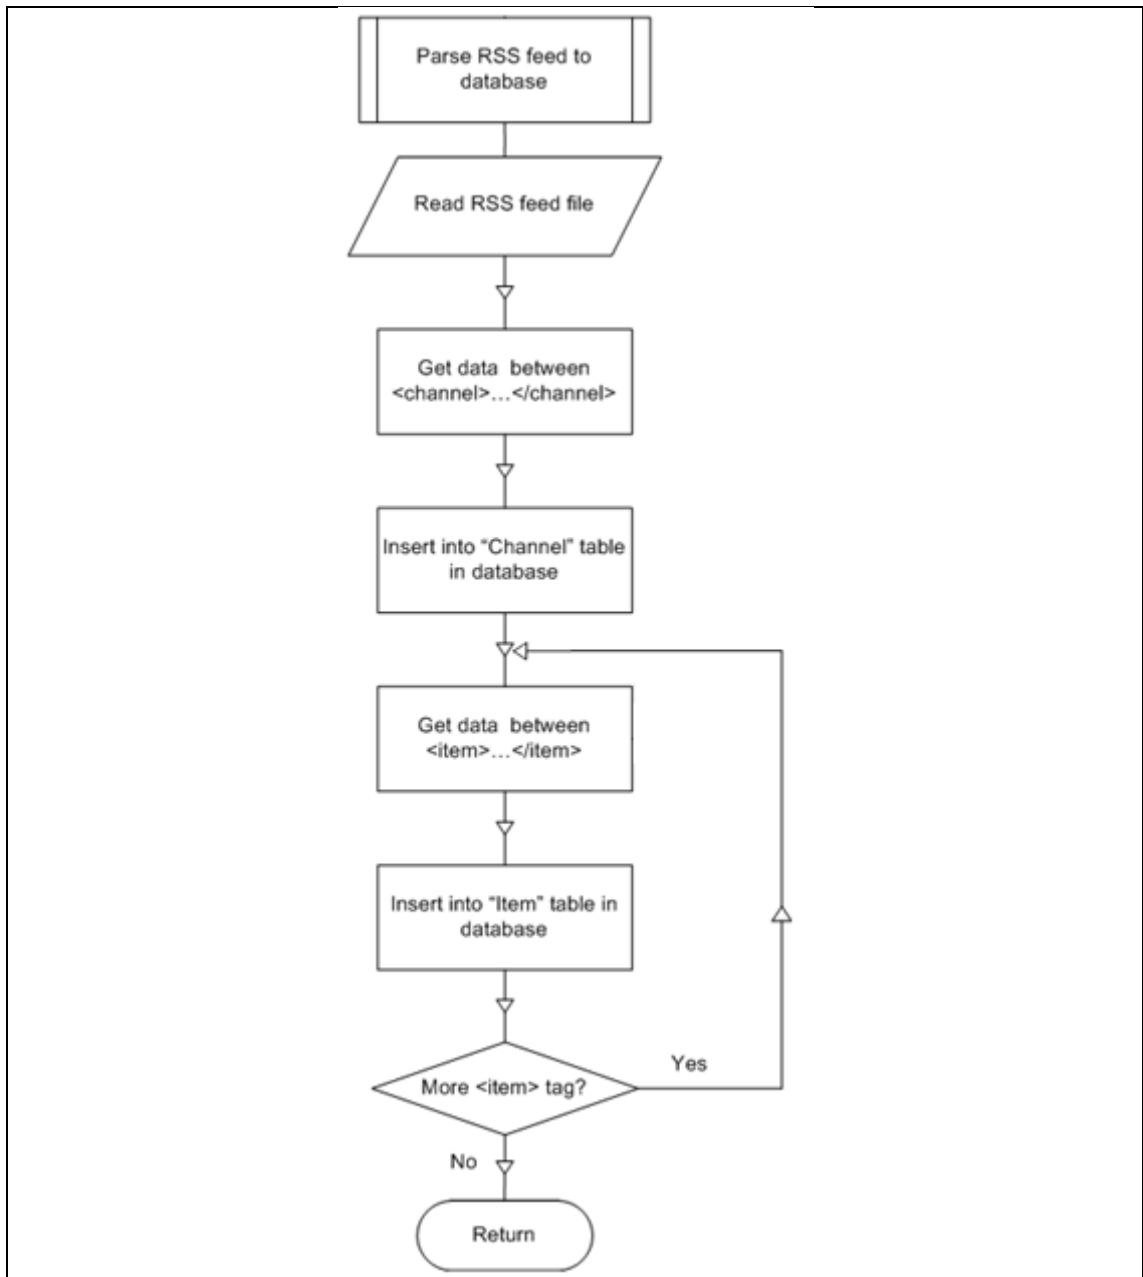 Parse RSS feed to
database
Read RSS feed file
Get data  between
<channel>…</channel>
Insert into “Channel” table
in database
Get data  between
<item>…</item>
Insert into “Item” table in
database
More <item> tag?
Yes
No
Return